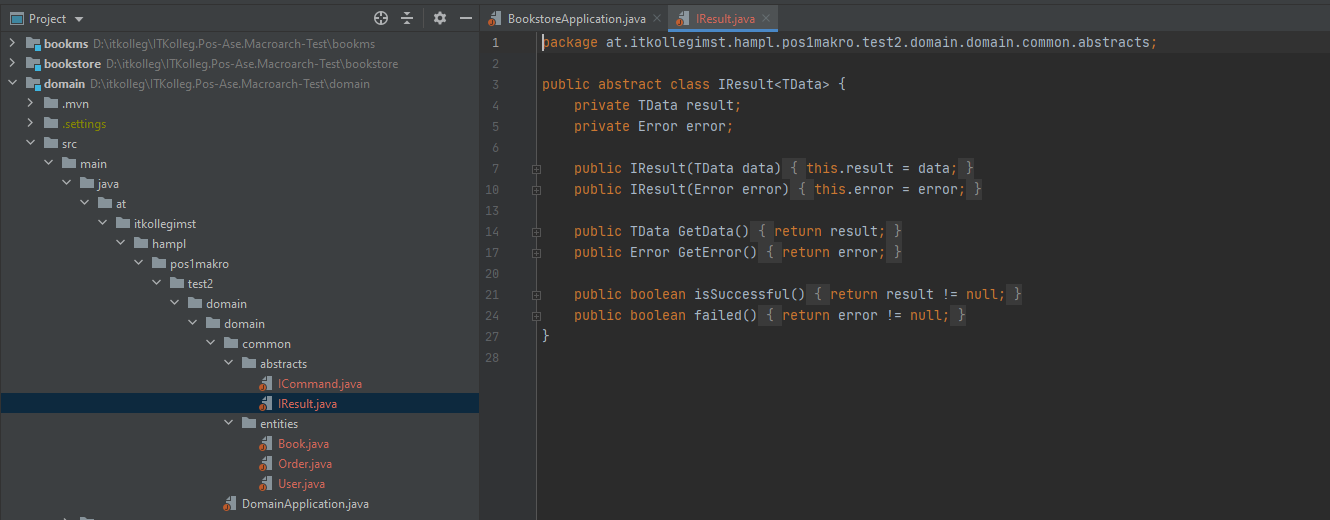 Project
bookms D:\itkolleg\ITKolleg.Pos-Ase.Macroarch-Test\bookms
bookstore D:\itkolleg\ITKolleg.Pos-Ase.Macroarch-Test\bookstore
domain D:\itkolleg\ITKolleg.Pos-Ase.Macroarch-Test\domain
.mvn
.settings
src
main
java
at
itkollegimst
hampl
pos1makro
test2
domain
domain
common
abstracts
ICommand.java
IResult.java
entities
Book.java
Order.java
User.java
DomainApplication.java
BookstoreApplication.java IResult.java
1 package at.itkollegimst.hampl.pos1makro.test2.domain.domain.common.abstracts;
2
3 public abstract class IResult<TData> {
4 private TData result;
5 private Error error;
6
7 public IResult(TData data) { this.result = data; }
10 public IResult(Error error) { this.error = error; }
13
14 public TData GetData() { return result; }
17 public Error GetError() { return error; }
20
21 public boolean isSuccessful() { return result != null; }
24 public boolean failed() { return error != null; }
27 }
28